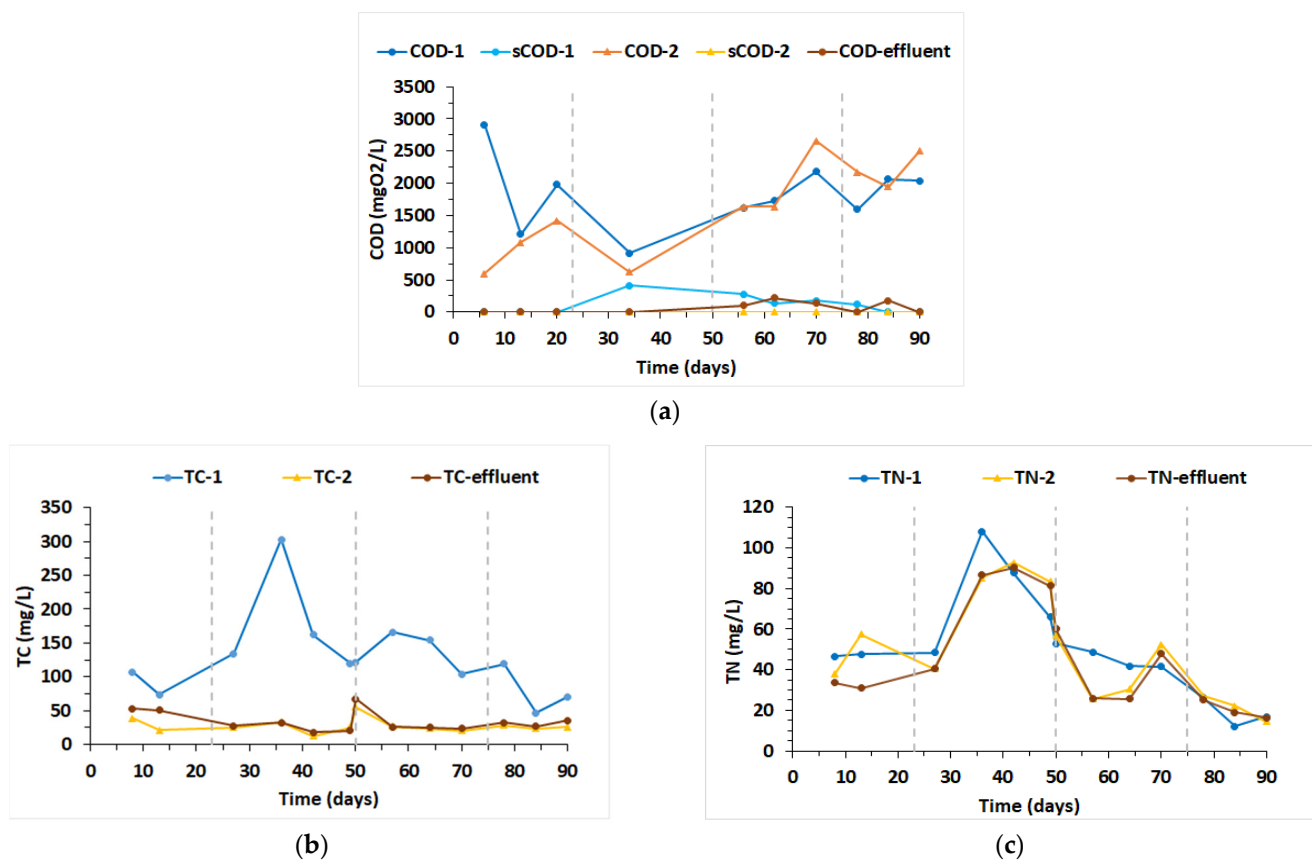 COD-1 sCOD-1 COD-2 sCOD-2 COD-effluent
3500
3000
2500
2000
1500
1000
500
0
COD (mgO2/L)
0 10 20 30 40 50 60 70 80 90
Time (days)
(a)
TC-1 TC-2 TC-effluent
350
300
250
200
150
100
50
0
TC (mg/L)
0 10 20 30 40 50 60 70 80 90
Time (days)
(b)
TN-1 TN-2 TN-effluent
120
100
80
60
40
20
0
TN (mg/L)
0 10 20 30 40 50 60 70 80 90
Time (days)
(c)